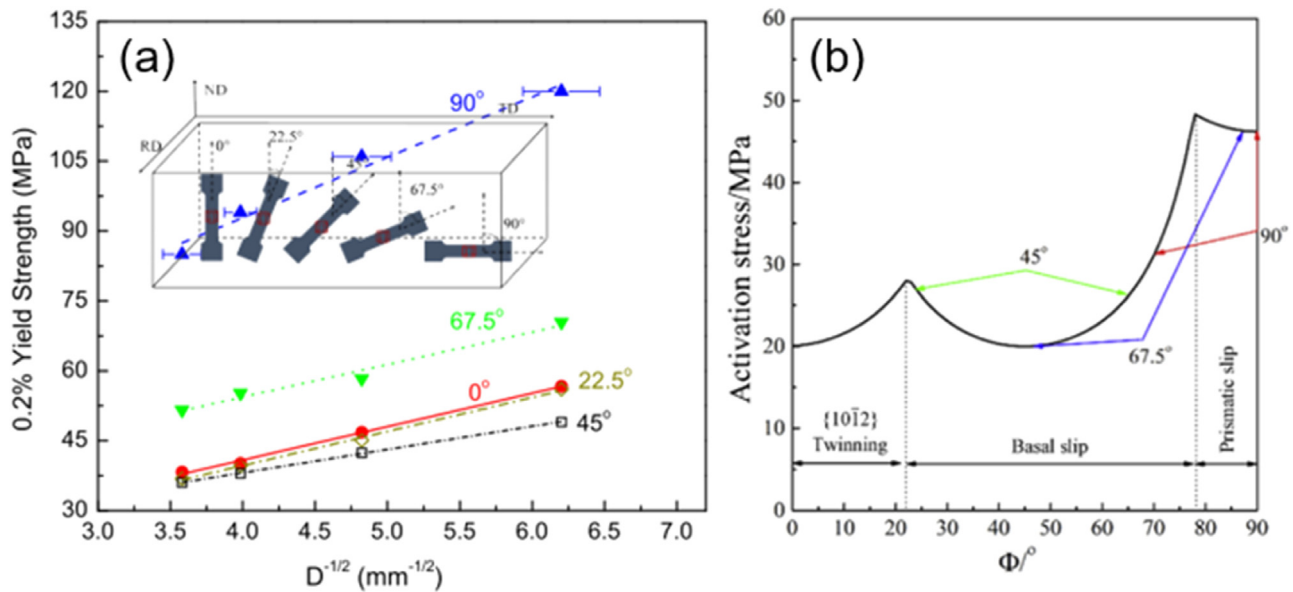 (a)
135
120
105
90
75
60
45
30
0.2% Yield Strength (MPa)
3.0 3.5 4.0 4.5 5.0 5.5 6.0 6.5 7.0
D-1/2 (mm-1/2)
ND
RD
TD
0°
22.5°
45°
67.5°
90°
90°
67.5°
0°
22.5°
45°
(b)
60
50
40
30
20
10
0
Activation stress/MPa
0 10 20 30 40 50 60 70 80 90
Φ/°
45°
67.5°
90°
{101̄2}
Twinning
Basal slip
Prismatic slip